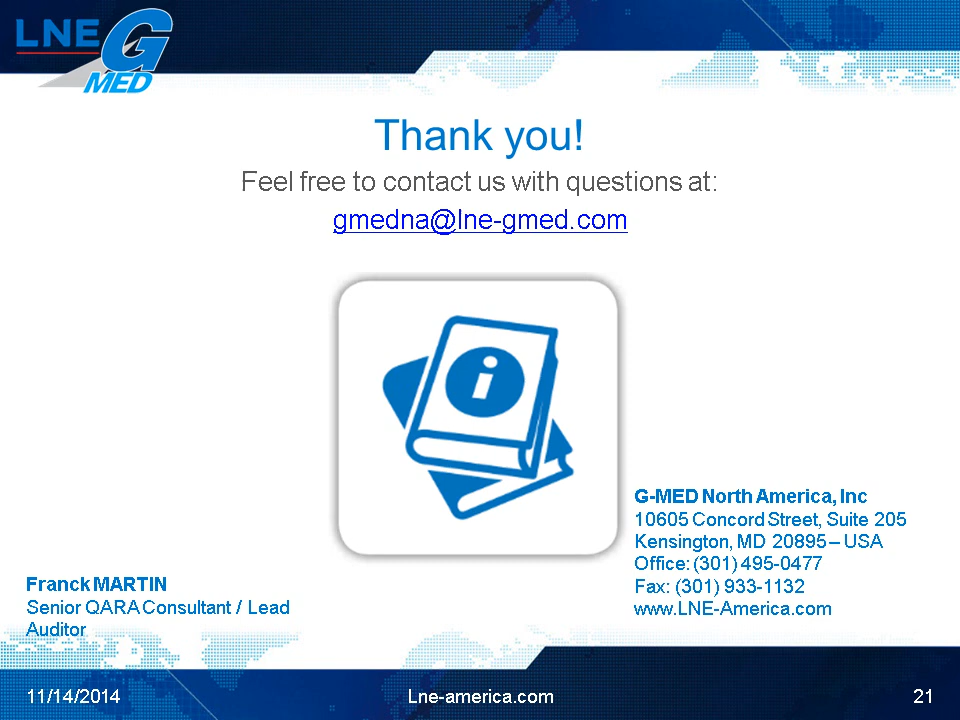 LNE G
MED
Thank you!
Feel free to contact us with questions at:
gmedna@lne-gmed.com
i
G-MED North America, Inc
10605 Concord Street, Suite 205
Kensington, MD 20895 – USA
Office: (301) 495-0477
Fax: (301) 933-1132
www.LNE-America.com
Franck MARTIN
Senior QARA Consultant / Lead
Auditor
11/14/2014
Lne-america.com
21